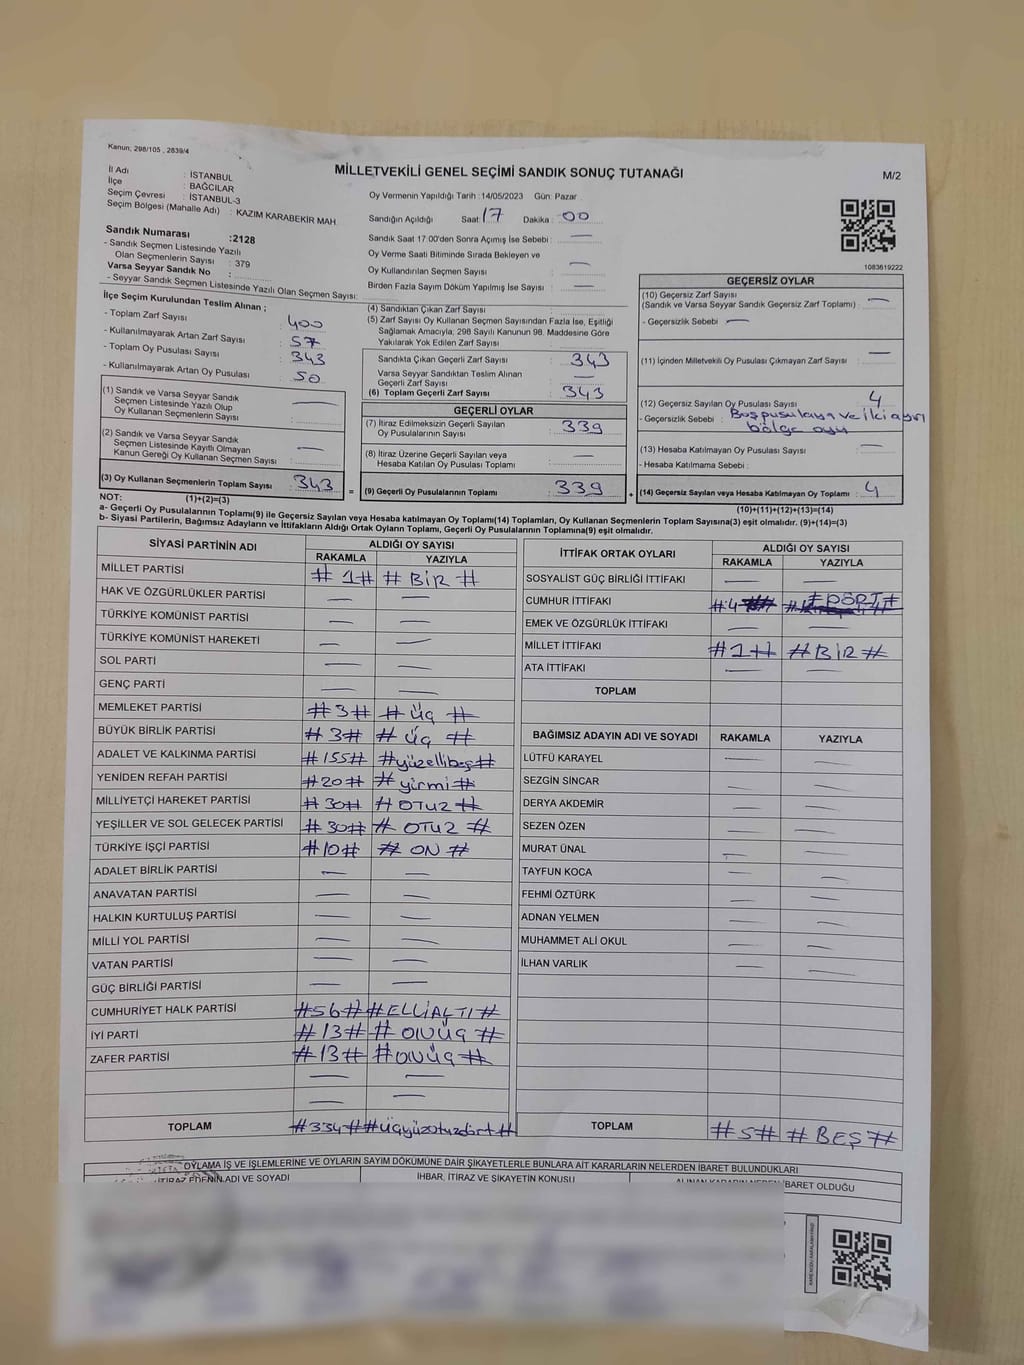 Kanun; 298/105 , 2839/4
MİLLETVEKİLİ GENEL SEÇİMİ SANDIK SONUÇ TUTANAĞI
M/2
İl Adı : İSTANBUL
İlçe : BAĞCILAR
Seçim Çevresi : İSTANBUL-3
Seçim Bölgesi (Mahalle Adı) : KAZIM KARABEKİR MAH.
Sandık Numarası :2128
- Sandık Seçmen Listesinde Yazılı
Olan Seçmenlerin Sayısı : 379
Varsa Seyyar Sandık No :
- Seyyar Sandık Seçmen Listesinde Yazılı Olan Seçmen Sayısı:
Oy Vermenin Yapıldığı Tarih :14/05/2023 Gün: Pazar
Sandığın Açıldığı Saat: 17 Dakika : 00
Sandık Saat 17:00'den Sonra Açımış İse Sebebi : —
Oy Verme Saati Bitiminde Sırada Bekleyen ve
Oy Kullandırılan Seçmen Sayısı : —
Birden Fazla Sayım Döküm Yapılmış İse Sayısı : —
1083619222
İlçe Seçim Kurulundan Teslim Alınan ;
- Toplam Zarf Sayısı : 400
- Kullanılmayarak Artan Zarf Sayısı : 57
- Toplam Oy Pusulası Sayısı : 343
- Kullanılmayarak Artan Oy Pusulası : 50
(1) Sandık ve Varsa Seyyar Sandık
Seçmen Listesinde Yazılı Olup
Oy Kullanan Seçmenlerin Sayısı : —
(2) Sandık ve Varsa Seyyar Sandık
Seçmen Listesinde Kayıtlı Olmayan
Kanun Gereği Oy Kullanan Seçmen Sayısı : —
(3) Oy Kullanan Seçmenlerin Toplam Sayısı : 343
(4) Sandıktan Çıkan Zarf Sayısı :
(5) Zarf Sayısı Oy Kullanan Seçmen Sayısından Fazla İse, Eşitliği
Sağlamak Amacıyla; 298 Sayılı Kanunun 98. Maddesine Göre
Yakılarak Yok Edilen Zarf Sayısı :
Sandıkta Çıkan Geçerli Zarf Sayısı : 343
Varsa Seyyar Sandıktan Teslim Alınan
Geçerli Zarf Sayısı : —
(6) Toplam Geçerli Zarf Sayısı : 343
GEÇERLİ OYLAR
(7) İtiraz Edilmeksizin Geçerli Sayılan
Oy Pusulalarının Sayısı : 339
(8) İtiraz Üzerine Geçerli Sayılan veya
Hesaba Katılan Oy Pusulası Toplamı : —
= (9) Geçerli Oy Pusulalarının Toplamı : 339
GEÇERSİZ OYLAR
(10) Geçersiz Zarf Sayısı
(Sandık ve Varsa Seyyar Sandık Geçersiz Zarf Toplamı) : —
- Geçersizlik Sebebi : —
(11) İçinden Milletvekili Oy Pusulası Çıkmayan Zarf Sayısı : —
(12) Geçersiz Sayılan Oy Pusulası Sayısı : 4
- Geçersizlik Sebebi : Boş pusulaya ve iki ayrı
bölge oyu
(13) Hesaba Katılmayan Oy Pusulası Sayısı : —
- Hesaba Katılmama Sebebi :
+ (14) Geçersiz Sayılan veya Hesaba Katılmayan Oy Toplamı : 4
NOT: (1)+(2)=(3)
(10)+(11)+(12)+(13)=(14)
a- Geçerli Oy Pusulalarının Toplamı(9) ile Geçersiz Sayılan veya Hesaba katılmayan Oy Toplamı(14) Toplamları, Oy Kullanan Seçmenlerin Toplam Sayısına(3) eşit olmalıdır. (9)+(14)=(3)
b- Siyasi Partilerin, Bağımsız Adayların ve İttifakların Aldığı Ortak Oyların Toplamı, Geçerli Oy Pusulalarının Toplamına(9) eşit olmalıdır.
SİYASİ PARTİNİN ADI ALDIĞI OY SAYISI
RAKAMLA YAZIYLA
MİLLET PARTİSİ # 1 # # BİR #
HAK VE ÖZGÜRLÜKLER PARTİSİ — —
TÜRKİYE KOMÜNİST PARTİSİ — —
TÜRKİYE KOMÜNİST HAREKETİ — —
SOL PARTİ — —
GENÇ PARTİ — —
MEMLEKET PARTİSİ #3# # üç #
BÜYÜK BİRLİK PARTİSİ #3# # üç #
ADALET VE KALKINMA PARTİSİ #155# #yüzellibeş#
YENİDEN REFAH PARTİSİ #20# # yirmi #
MİLLİYETÇİ HAREKET PARTİSİ #30# # OTUZ #
YEŞİLLER VE SOL GELECEK PARTİSİ #30# # OTUZ #
TÜRKİYE İŞÇİ PARTİSİ #10# # ON #
ADALET BİRLİK PARTİSİ — —
ANAVATAN PARTİSİ — —
HALKIN KURTULUŞ PARTİSİ — —
MİLLİ YOL PARTİSİ — —
VATAN PARTİSİ — —
GÜÇ BİRLİĞİ PARTİSİ — —
CUMHURİYET HALK PARTİSİ #56# #ELLİALTI#
İYİ PARTİ #13# # ONÜÇ #
ZAFER PARTİSİ #13# #ONÜÇ#
— —
— —
TOPLAM #334# #üçyüzotuzdört#
İTTİFAK ORTAK OYLARI ALDIĞI OY SAYISI
RAKAMLA YAZIYLA
SOSYALİST GÜÇ BİRLİĞİ İTTİFAKI — —
CUMHUR İTTİFAKI #4# #DÖRT#
EMEK VE ÖZGÜRLÜK İTTİFAKI — —
MİLLET İTTİFAKI #1# #BİR#
ATA İTTİFAKI — —
TOPLAM
BAĞIMSIZ ADAYIN ADI VE SOYADI RAKAMLA YAZIYLA
LÜTFÜ KARAYEL — —
SEZGİN SİNCAR — —
DERYA AKDEMİR — —
SEZEN ÖZEN — —
MURAT ÜNAL — —
TAYFUN KOCA — —
FEHMİ ÖZTÜRK — —
ADNAN YELMEN — —
MUHAMMET ALİ OKUL — —
İLHAN VARLIK — —
TOPLAM #5# # BEŞ #
OYLAMA İŞ VE İŞLEMLERİNE VE OYLARIN SAYIM DÖKÜMÜNE DAİR ŞİKAYETLERLE BUNLARA AİT KARARLARIN NELERDEN İBARET BULUNDUKLARI
İTİRAZ EDENİN ADI VE SOYADI
İHBAR, İTİRAZ VE ŞİKAYETİN KONUSU
ALINAN KARARIN NEDEN İBARET OLDUĞU